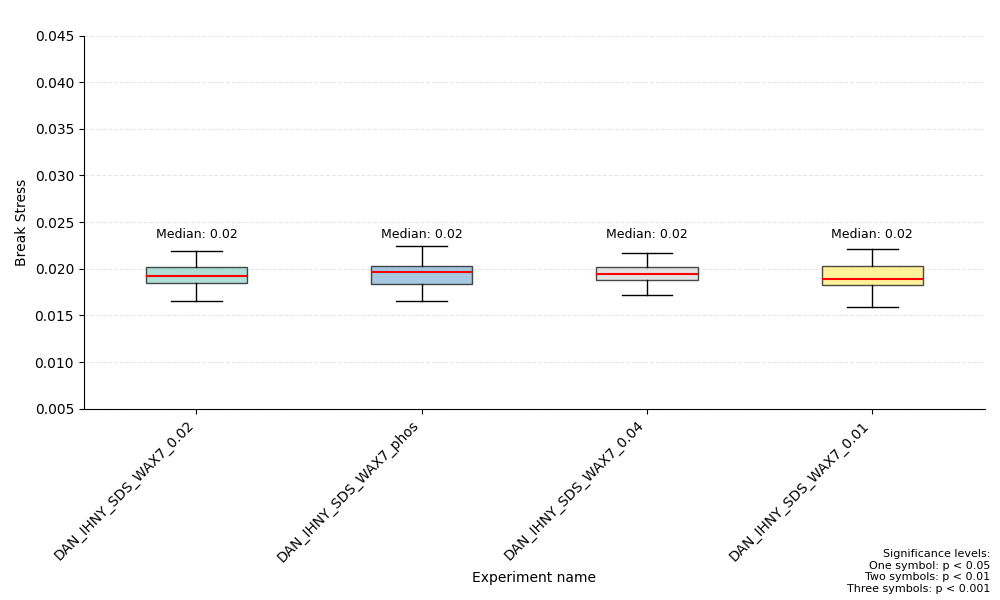 0.045
0.040
0.035
0.030
0.025
0.020
0.015
0.010
0.005
Break Stress
Median: 0.02
Median: 0.02
Median: 0.02
Median: 0.02
DAN_IHNY_SDS_WAX7_0.02
DAN_IHNY_SDS_WAX7_phos
DAN_IHNY_SDS_WAX7_0.04
DAN_IHNY_SDS_WAX7_0.01
Experiment name
Significance levels:
One symbol: p < 0.05
Two symbols: p < 0.01
Three symbols: p < 0.001